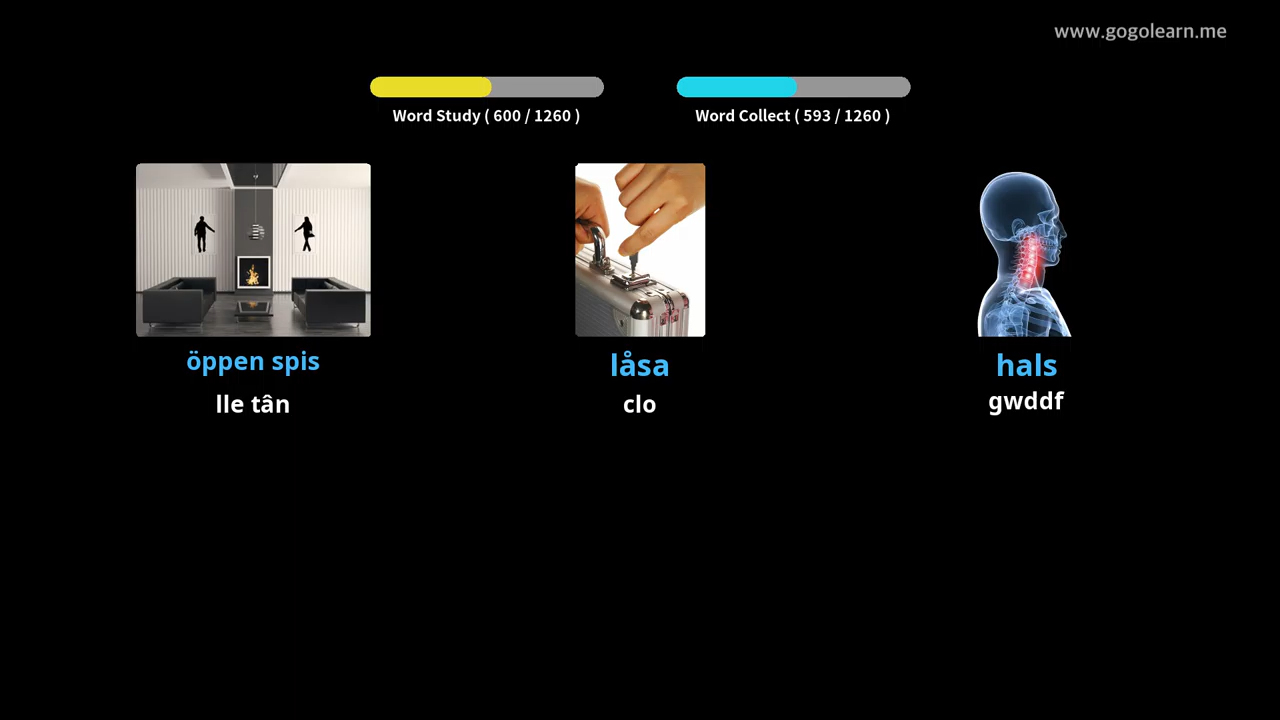 www.gogolearn.me
Word Study ( 600 / 1260 )
Word Collect ( 593 / 1260 )
öppen spis
lle tân
låsa
clo
hals
gwddf